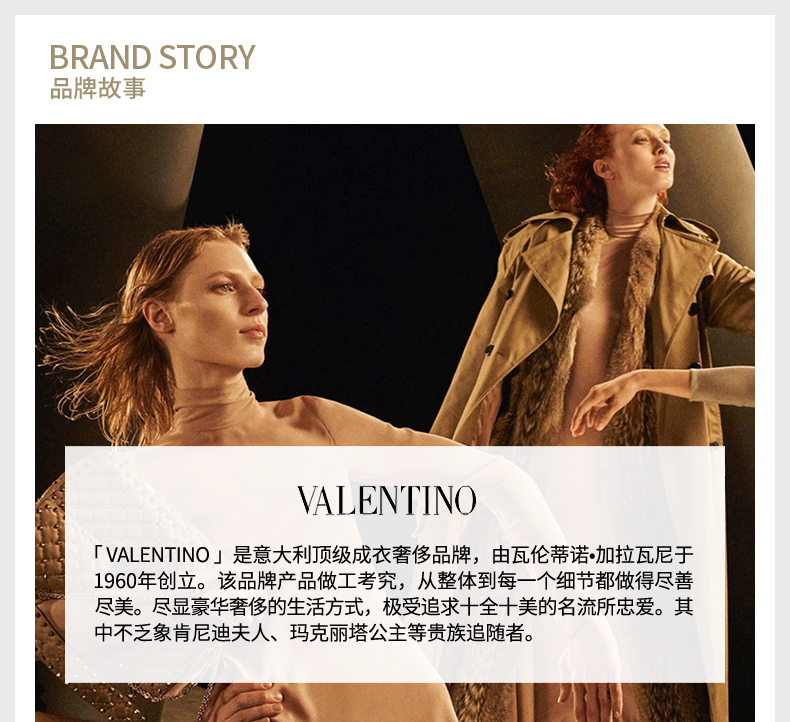 BRAND STORY
品牌故事
VALENTINO
「 VALENTINO 」是意大利顶级成衣奢侈品牌，由瓦伦蒂诺•加拉瓦尼于
1960年创立。该品牌产品做工考究，从整体到每一个细节都做得尽善
尽美。尽显豪华奢侈的生活方式，极受追求十全十美的名流所忠爱。其
中不乏象肯尼迪夫人、玛克丽塔公主等贵族追随者。